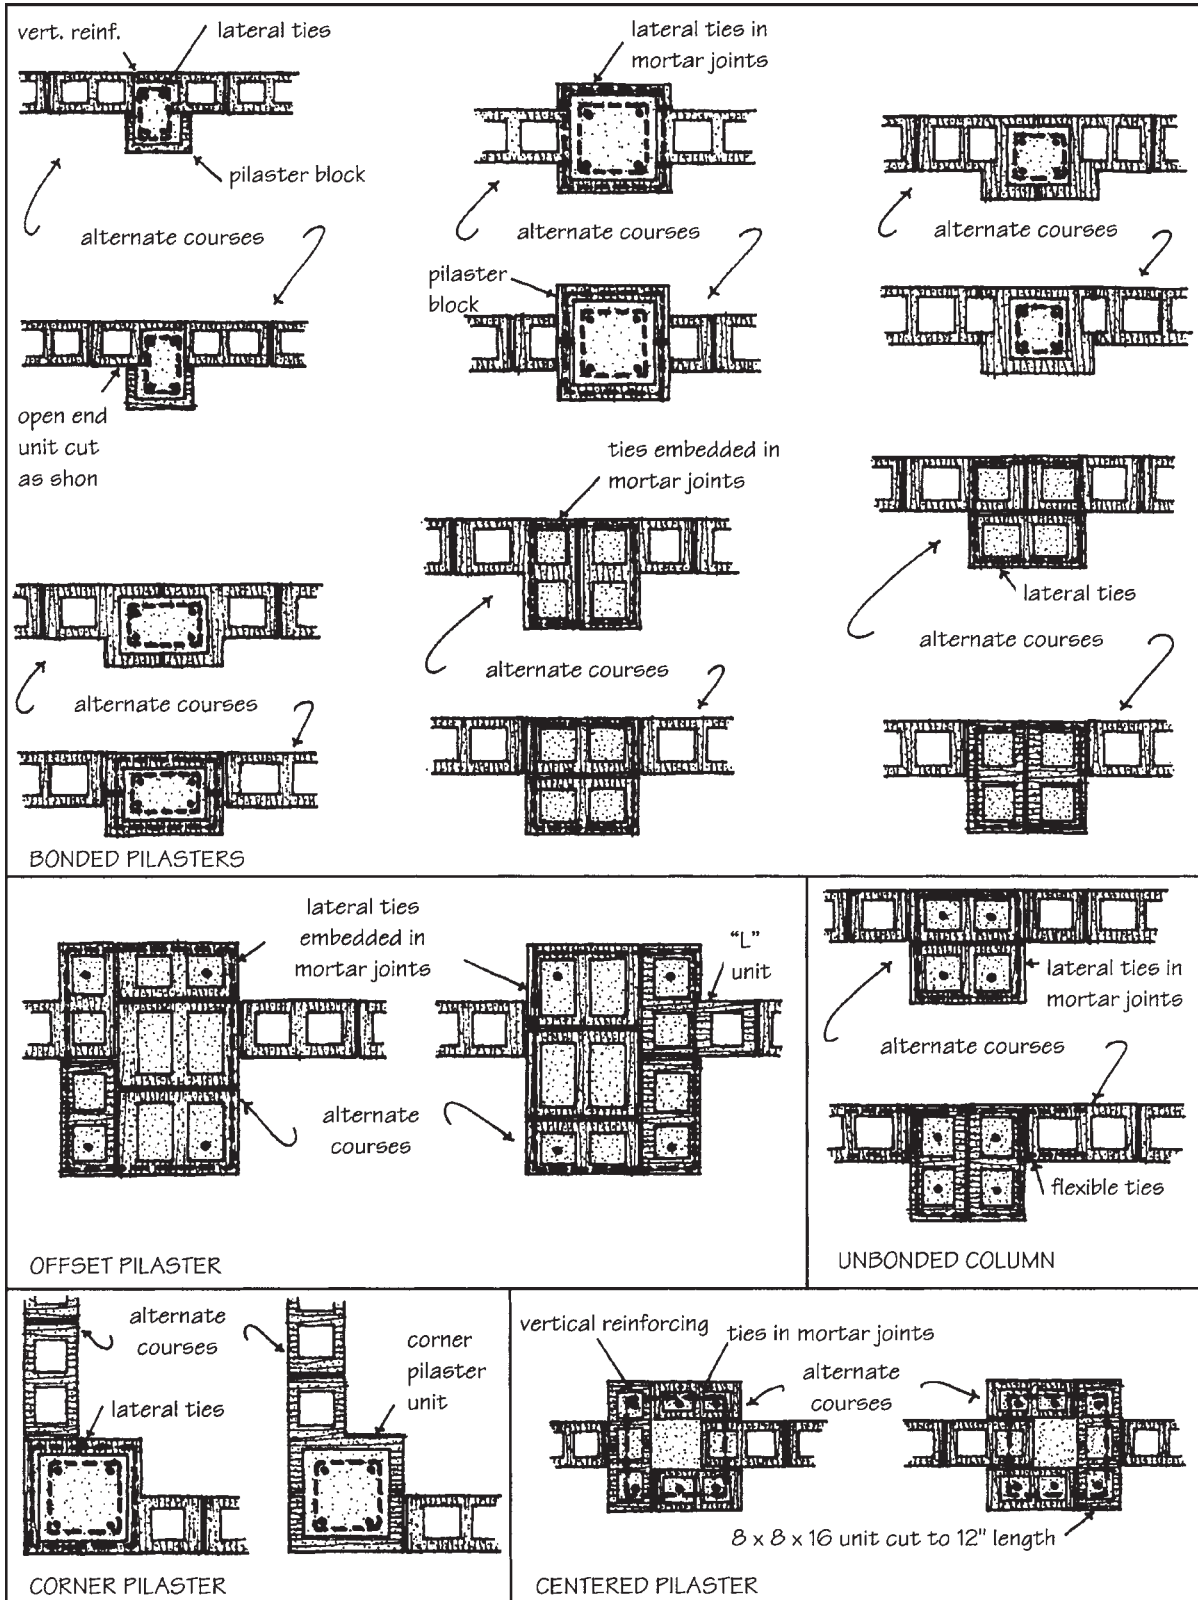 vert. reinf.
lateral ties
pilaster block
alternate courses
open end
unit cut
as shon
lateral ties in
mortar joints
alternate courses
pilaster
block
alternate courses
ties embedded in
mortar joints
alternate courses
lateral ties
alternate courses
alternate courses
BONDED PILASTERS
lateral ties
embedded in
mortar joints
"L"
unit
alternate
courses
OFFSET PILASTER
lateral ties in
mortar joints
alternate courses
flexible ties
UNBONDED COLUMN
alternate
courses
lateral ties
corner
pilaster
unit
CORNER PILASTER
vertical reinforcing
ties in mortar joints
alternate
courses
8 x 8 x 16 unit cut to 12" length
CENTERED PILASTER